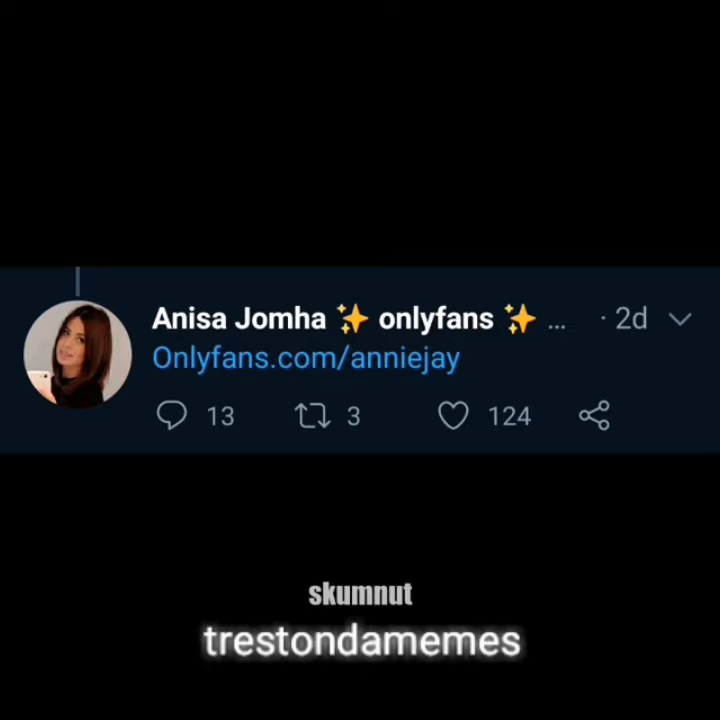 Anisa Jomha ✨ onlyfans ✨ ... · 2d
Onlyfans.com/anniejay
13 3 124
skumnut
trestondamemes